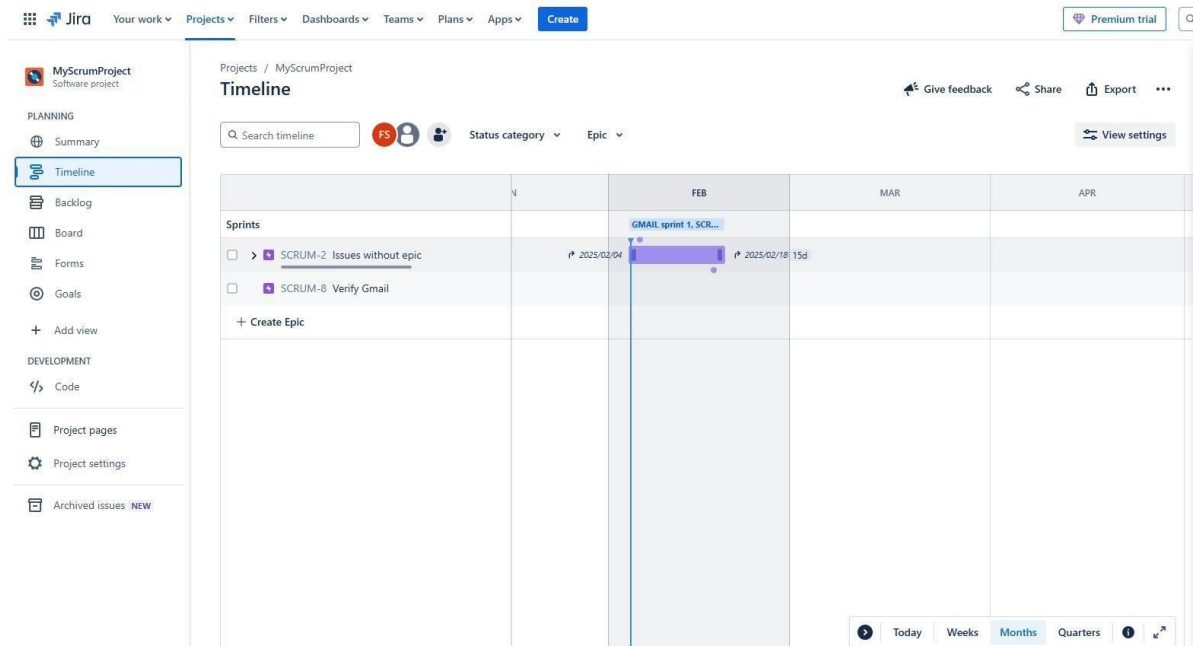 Jira Your work Projects Filters Dashboards Teams Plans Apps Create Premium trial
MyScrumProject
Software project
PLANNING
Summary
Timeline
Backlog
Board
Forms
Goals
Add view
DEVELOPMENT
Code
Project pages
Project settings
Archived issues NEW
Projects / MyScrumProject
Timeline
Give feedback Share Export
Search timeline FS Status category Epic View settings
FEB MAR APR
Sprints GMAIL sprint 1, SCR...
SCRUM-2 Issues without epic 2025/02/04 2025/02/18 15d
SCRUM-8 Verify Gmail
+ Create Epic
Today Weeks Months Quarters